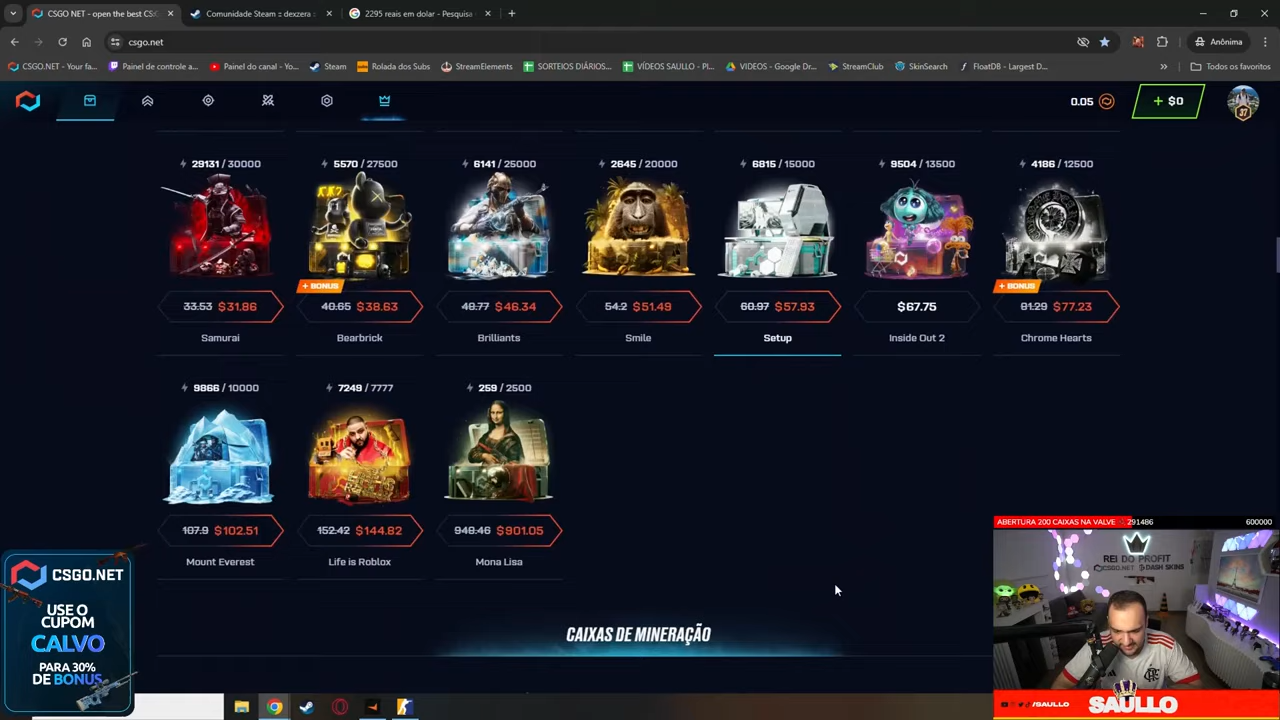 CSGO.NET - open the best CS:
Comunidade Steam :: dexzera ::
2295 reais em dolar - Pesquisa
csgo.net
Anônima
CSGO.NET - Your fa...
Painel de controle a...
Painel do canal - Yo...
Steam
Rolada dos Subs
StreamElements
SORTEIOS DIÁRIOS...
VÍDEOS SAULLO - Pl...
VIDEOS - Google Dr...
StreamClub
SkinSearch
FloatDB - Largest D...
Todos os favoritos
0.05
+ $0
37
29131 / 30000
5570 / 27500
6141 / 25000
2645 / 20000
6815 / 15000
9504 / 13500
4186 / 12500
+ BONUS
+ BONUS
33.53 $31.86
40.65 $38.63
48.77 $46.34
54.2 $51.49
60.97 $57.93
$67.75
81.29 $77.23
Samurai
Bearbrick
Brilliants
Smile
Setup
Inside Out 2
Chrome Hearts
9866 / 10000
7249 / 7777
259 / 2500
107.9 $102.51
152.42 $144.82
948.46 $901.05
Mount Everest
Life is Roblox
Mona Lisa
CAIXAS DE MINERAÇÃO
CSGO.NET
USE O
CUPOM
CALVO
PARA 30%
DE BONUS
ABERTURA 200 CAIXAS NA VALVE
291486
600000
REI DO PROFIT
CSGO.NET
DASH SKINS
/SAULLO
SAULLO